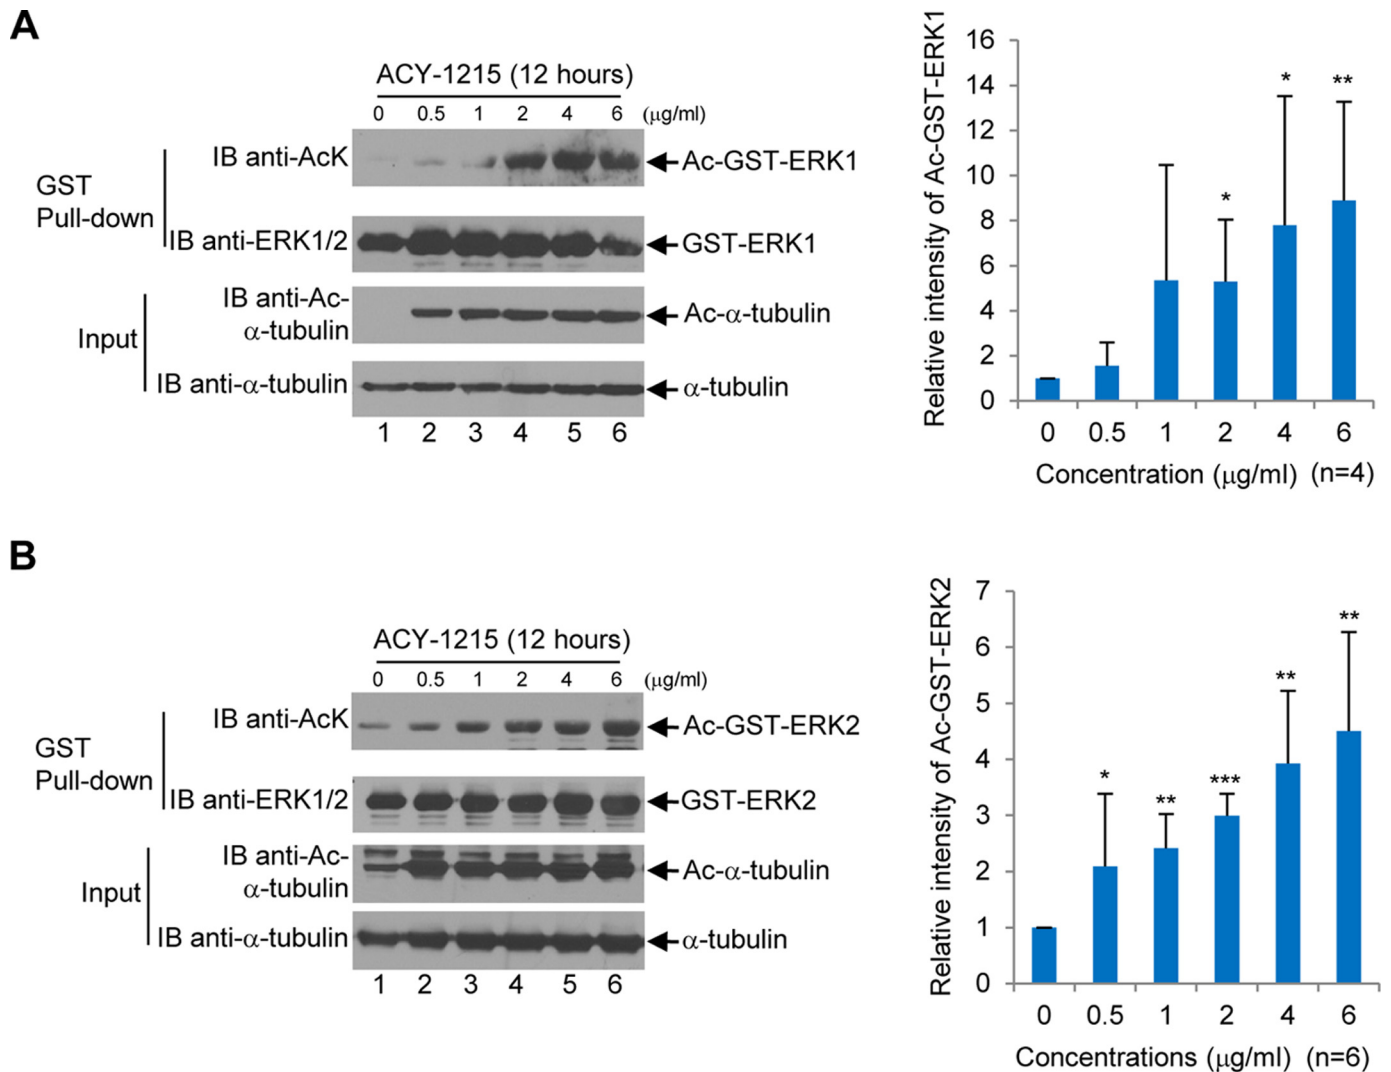 A
ACY-1215 (12 hours)
0 0.5 1 2 4 6 (μg/ml)
GST
Pull-down
IB anti-AcK
Ac-GST-ERK1
IB anti-ERK1/2
GST-ERK1
Input
IB anti-Ac-
α-tubulin
Ac-α-tubulin
IB anti-α-tubulin
α-tubulin
1 2 3 4 5 6
Relative intensity of Ac-GST-ERK1
16
14
12
10
8
6
4
2
0
* * **
0 0.5 1 2 4 6
Concentration (μg/ml) (n=4)
B
ACY-1215 (12 hours)
0 0.5 1 2 4 6 (μg/ml)
GST
Pull-down
IB anti-AcK
Ac-GST-ERK2
IB anti-ERK1/2
GST-ERK2
Input
IB anti-Ac-
α-tubulin
Ac-α-tubulin
IB anti-α-tubulin
α-tubulin
1 2 3 4 5 6
Relative intensity of Ac-GST-ERK2
7
6
5
4
3
2
1
0
* ** *** ** **
0 0.5 1 2 4 6
Concentrations (μg/ml) (n=6)